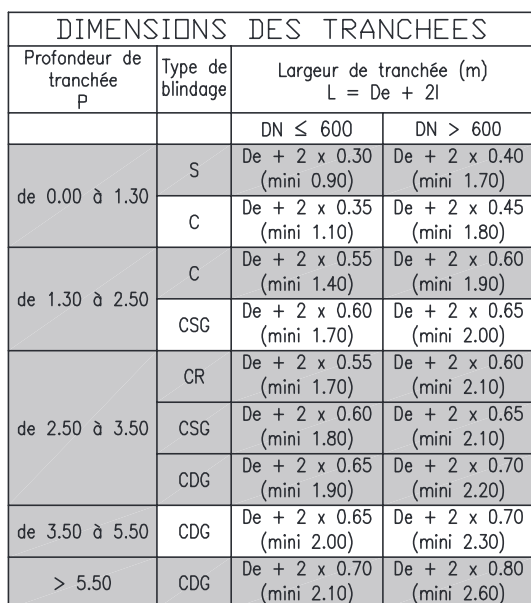 DIMENSIONS DES TRANCHEES
Profondeur de
tranchée
P
Type de
blindage
Largeur de tranchée (m)
L = De + 2l
DN ≤ 600
DN > 600
de 0.00 à 1.30
S
De + 2 x 0.30
(mini 0.90)
De + 2 x 0.40
(mini 1.70)
C
De + 2 x 0.35
(mini 1.10)
De + 2 x 0.45
(mini 1.80)
de 1.30 à 2.50
C
De + 2 x 0.55
(mini 1.40)
De + 2 x 0.60
(mini 1.90)
CSG
De + 2 x 0.60
(mini 1.70)
De + 2 x 0.65
(mini 2.00)
de 2.50 à 3.50
CR
De + 2 x 0.55
(mini 1.70)
De + 2 x 0.60
(mini 2.10)
CSG
De + 2 x 0.60
(mini 1.80)
De + 2 x 0.65
(mini 2.10)
CDG
De + 2 x 0.65
(mini 1.90)
De + 2 x 0.70
(mini 2.20)
de 3.50 à 5.50
CDG
De + 2 x 0.65
(mini 2.00)
De + 2 x 0.70
(mini 2.30)
> 5.50
CDG
De + 2 x 0.70
(mini 2.10)
De + 2 x 0.80
(mini 2.60)